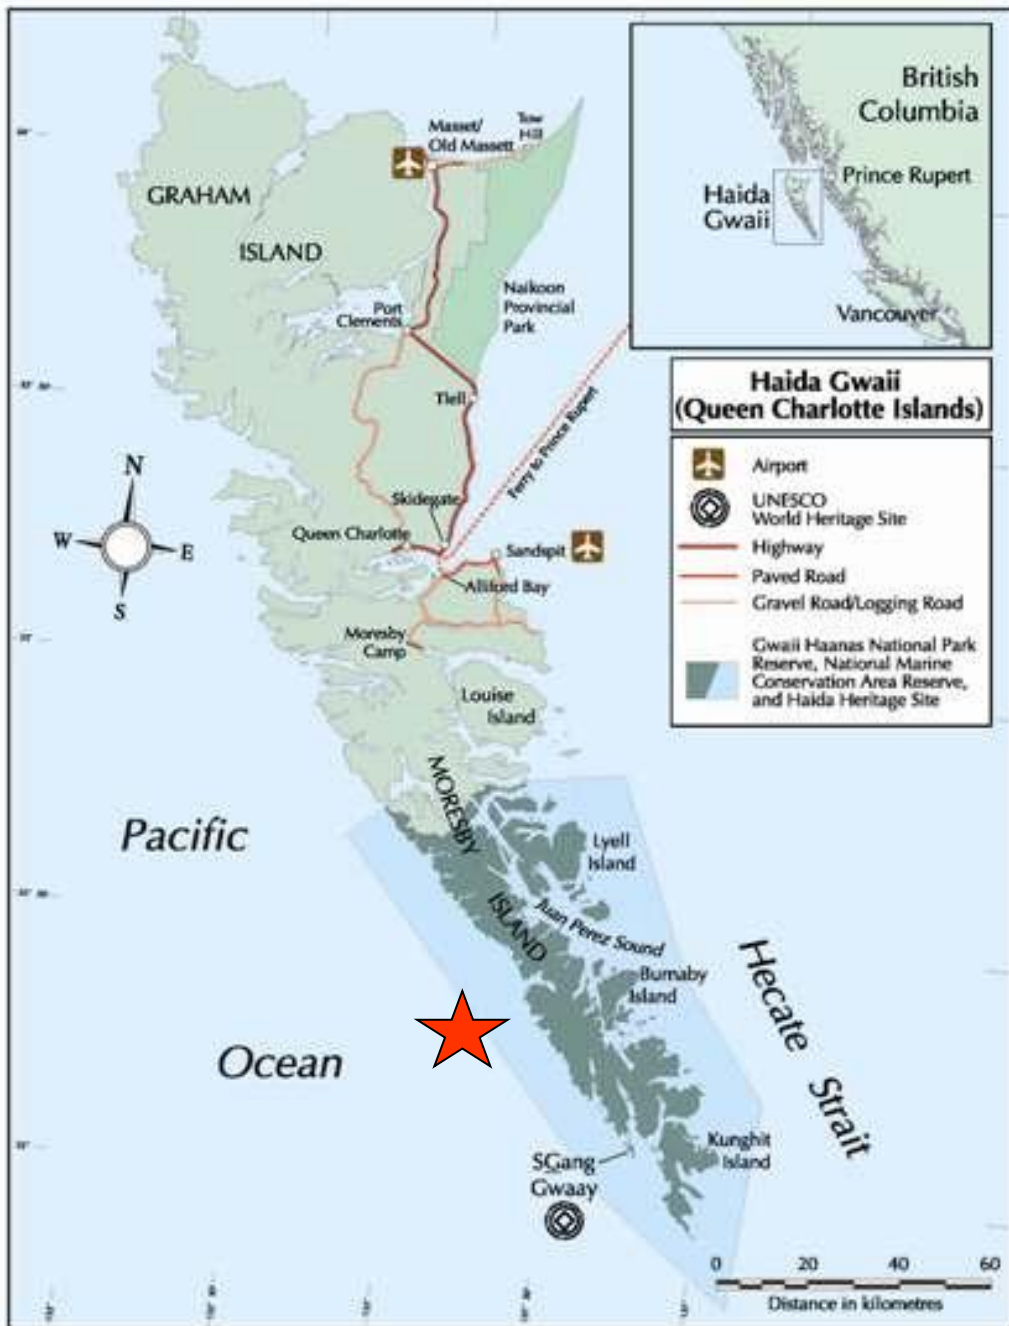 British
Columbia
Prince Rupert
Haida
Gwaii
Vancouver
Masset/
Old Massett
Tow
Hill
GRAHAM
ISLAND
Naikoon
Provincial
Park
Port
Clements
Tlell
Ferry to Prince Rupert
Skidegate
Queen Charlotte
Sandspit
Alliford Bay
Moresby
Camp
Louise
Island
N
W
E
S
Haida Gwaii
(Queen Charlotte Islands)
Airport
UNESCO
World Heritage Site
Highway
Paved Road
Gravel Road/Logging Road
Gwaii Haanas National Park
Reserve, National Marine
Conservation Area Reserve,
and Haida Heritage Site
MORESBY
ISLAND
Pacific
Ocean
Lyell
Island
Juan Perez Sound
Burnaby
Island
Hecate Strait
Kunghit
Island
SGang
Gwaay
0 20 40 60
Distance in kilometres